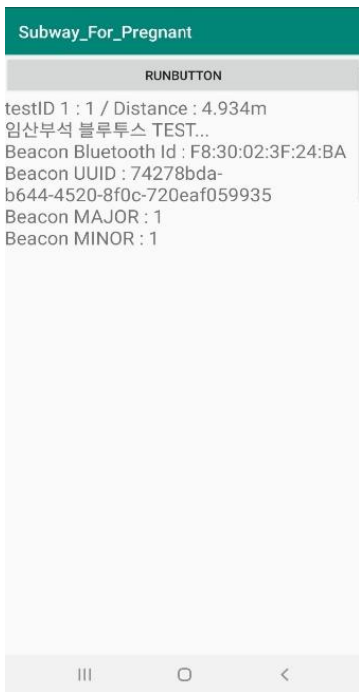 Subway_For_Pregnant
RUNBUTTON
testID 1 : 1 / Distance : 4.934m
임산부석 블루투스 TEST...
Beacon Bluetooth Id : F8:30:02:3F:24:BA
Beacon UUID : 74278bda-
b644-4520-8f0c-720eaf059935
Beacon MAJOR : 1
Beacon MINOR : 1